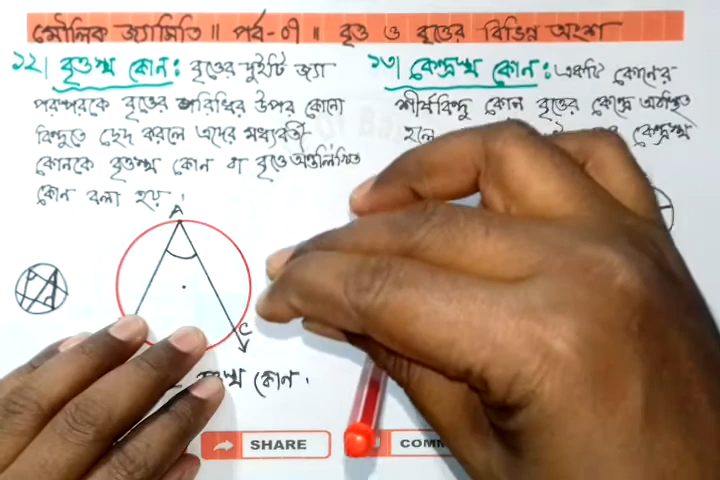 মৌলিক জ্যামিতি ॥ পর্ব - ০৭ ॥ বৃত্ত ও বৃত্তের বিভিন্ন অংশ
১২| বৃত্তস্থ কোন: বৃত্তের দুইটি জ্যা
পরস্পরকে বৃত্তের পরিধির উপর কোনো
বিন্দুতে ছেদ করলে এদের মধ্যবর্তী
কোনকে বৃত্তস্থ কোন বা বৃত্তে অন্তর্লিখিত
কোন বলা হয়।
১৩| কেন্দ্রস্থ কোন: একটি কোনের
শীর্ষবিন্দু কোন বৃত্তের কেন্দ্রে অবস্থিত
হলে কেন্দ্রস্থ
A
C
কোন।
SHARE
COMM